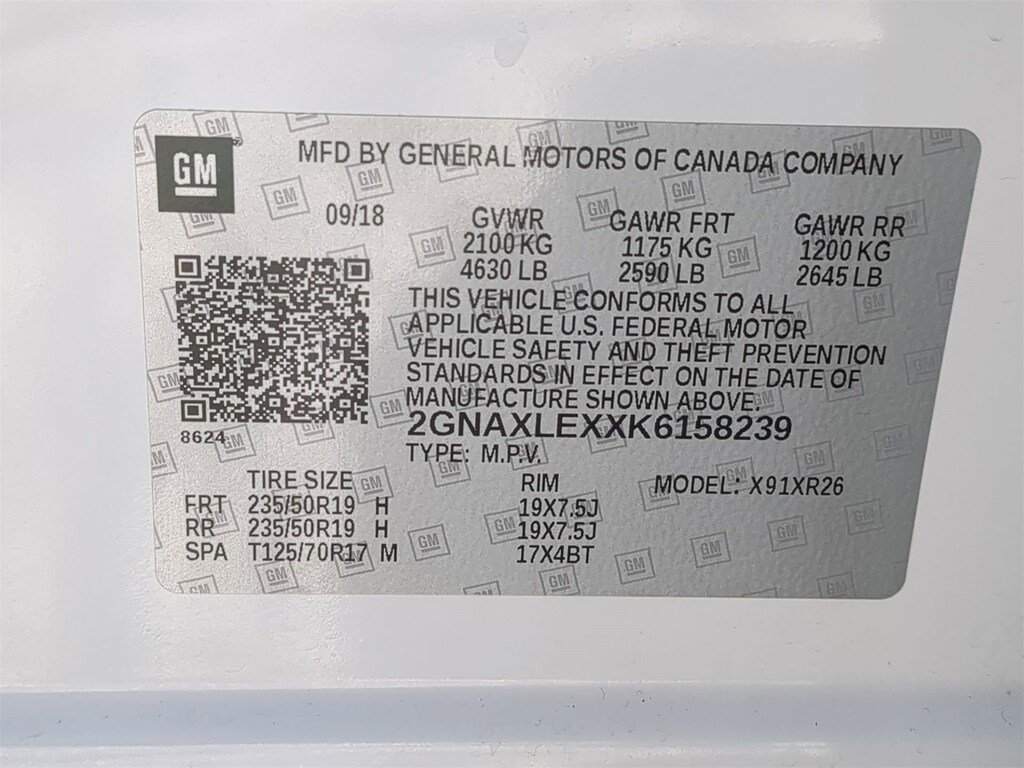 GM
MFD BY GENERAL MOTORS OF CANADA COMPANY
09/18 GVWR GAWR FRT GAWR RR
2100 KG 1175 KG 1200 KG
4630 LB 2590 LB 2645 LB
THIS VEHICLE CONFORMS TO ALL
APPLICABLE U.S. FEDERAL MOTOR
VEHICLE SAFETY AND THEFT PREVENTION
STANDARDS IN EFFECT ON THE DATE OF
MANUFACTURE SHOWN ABOVE.
2GNAXLEXXK6158239
8624
TYPE: M.P.V.
TIRE SIZE RIM MODEL: X91XR26
FRT 235/50R19 H 19X7.5J
RR 235/50R19 H 19X7.5J
SPA T125/70R17 M 17X4BT